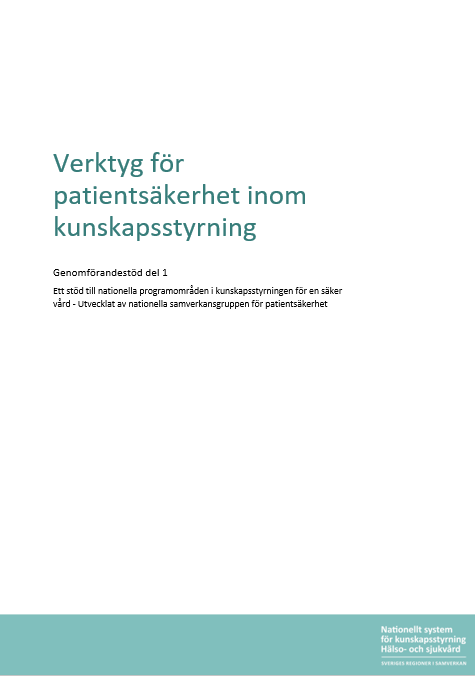 Verktyg för
patientsäkerhet inom
kunskapsstyrning
Genomförandestöd del 1
Ett stöd till nationella programområden i kunskapsstyrningen för en säker
vård - Utvecklat av nationella samverkansgruppen för patientsäkerhet
Nationellt system
för kunskapsstyrning
Hälso- och sjukvård
SVERIGES REGIONER I SAMVERKAN